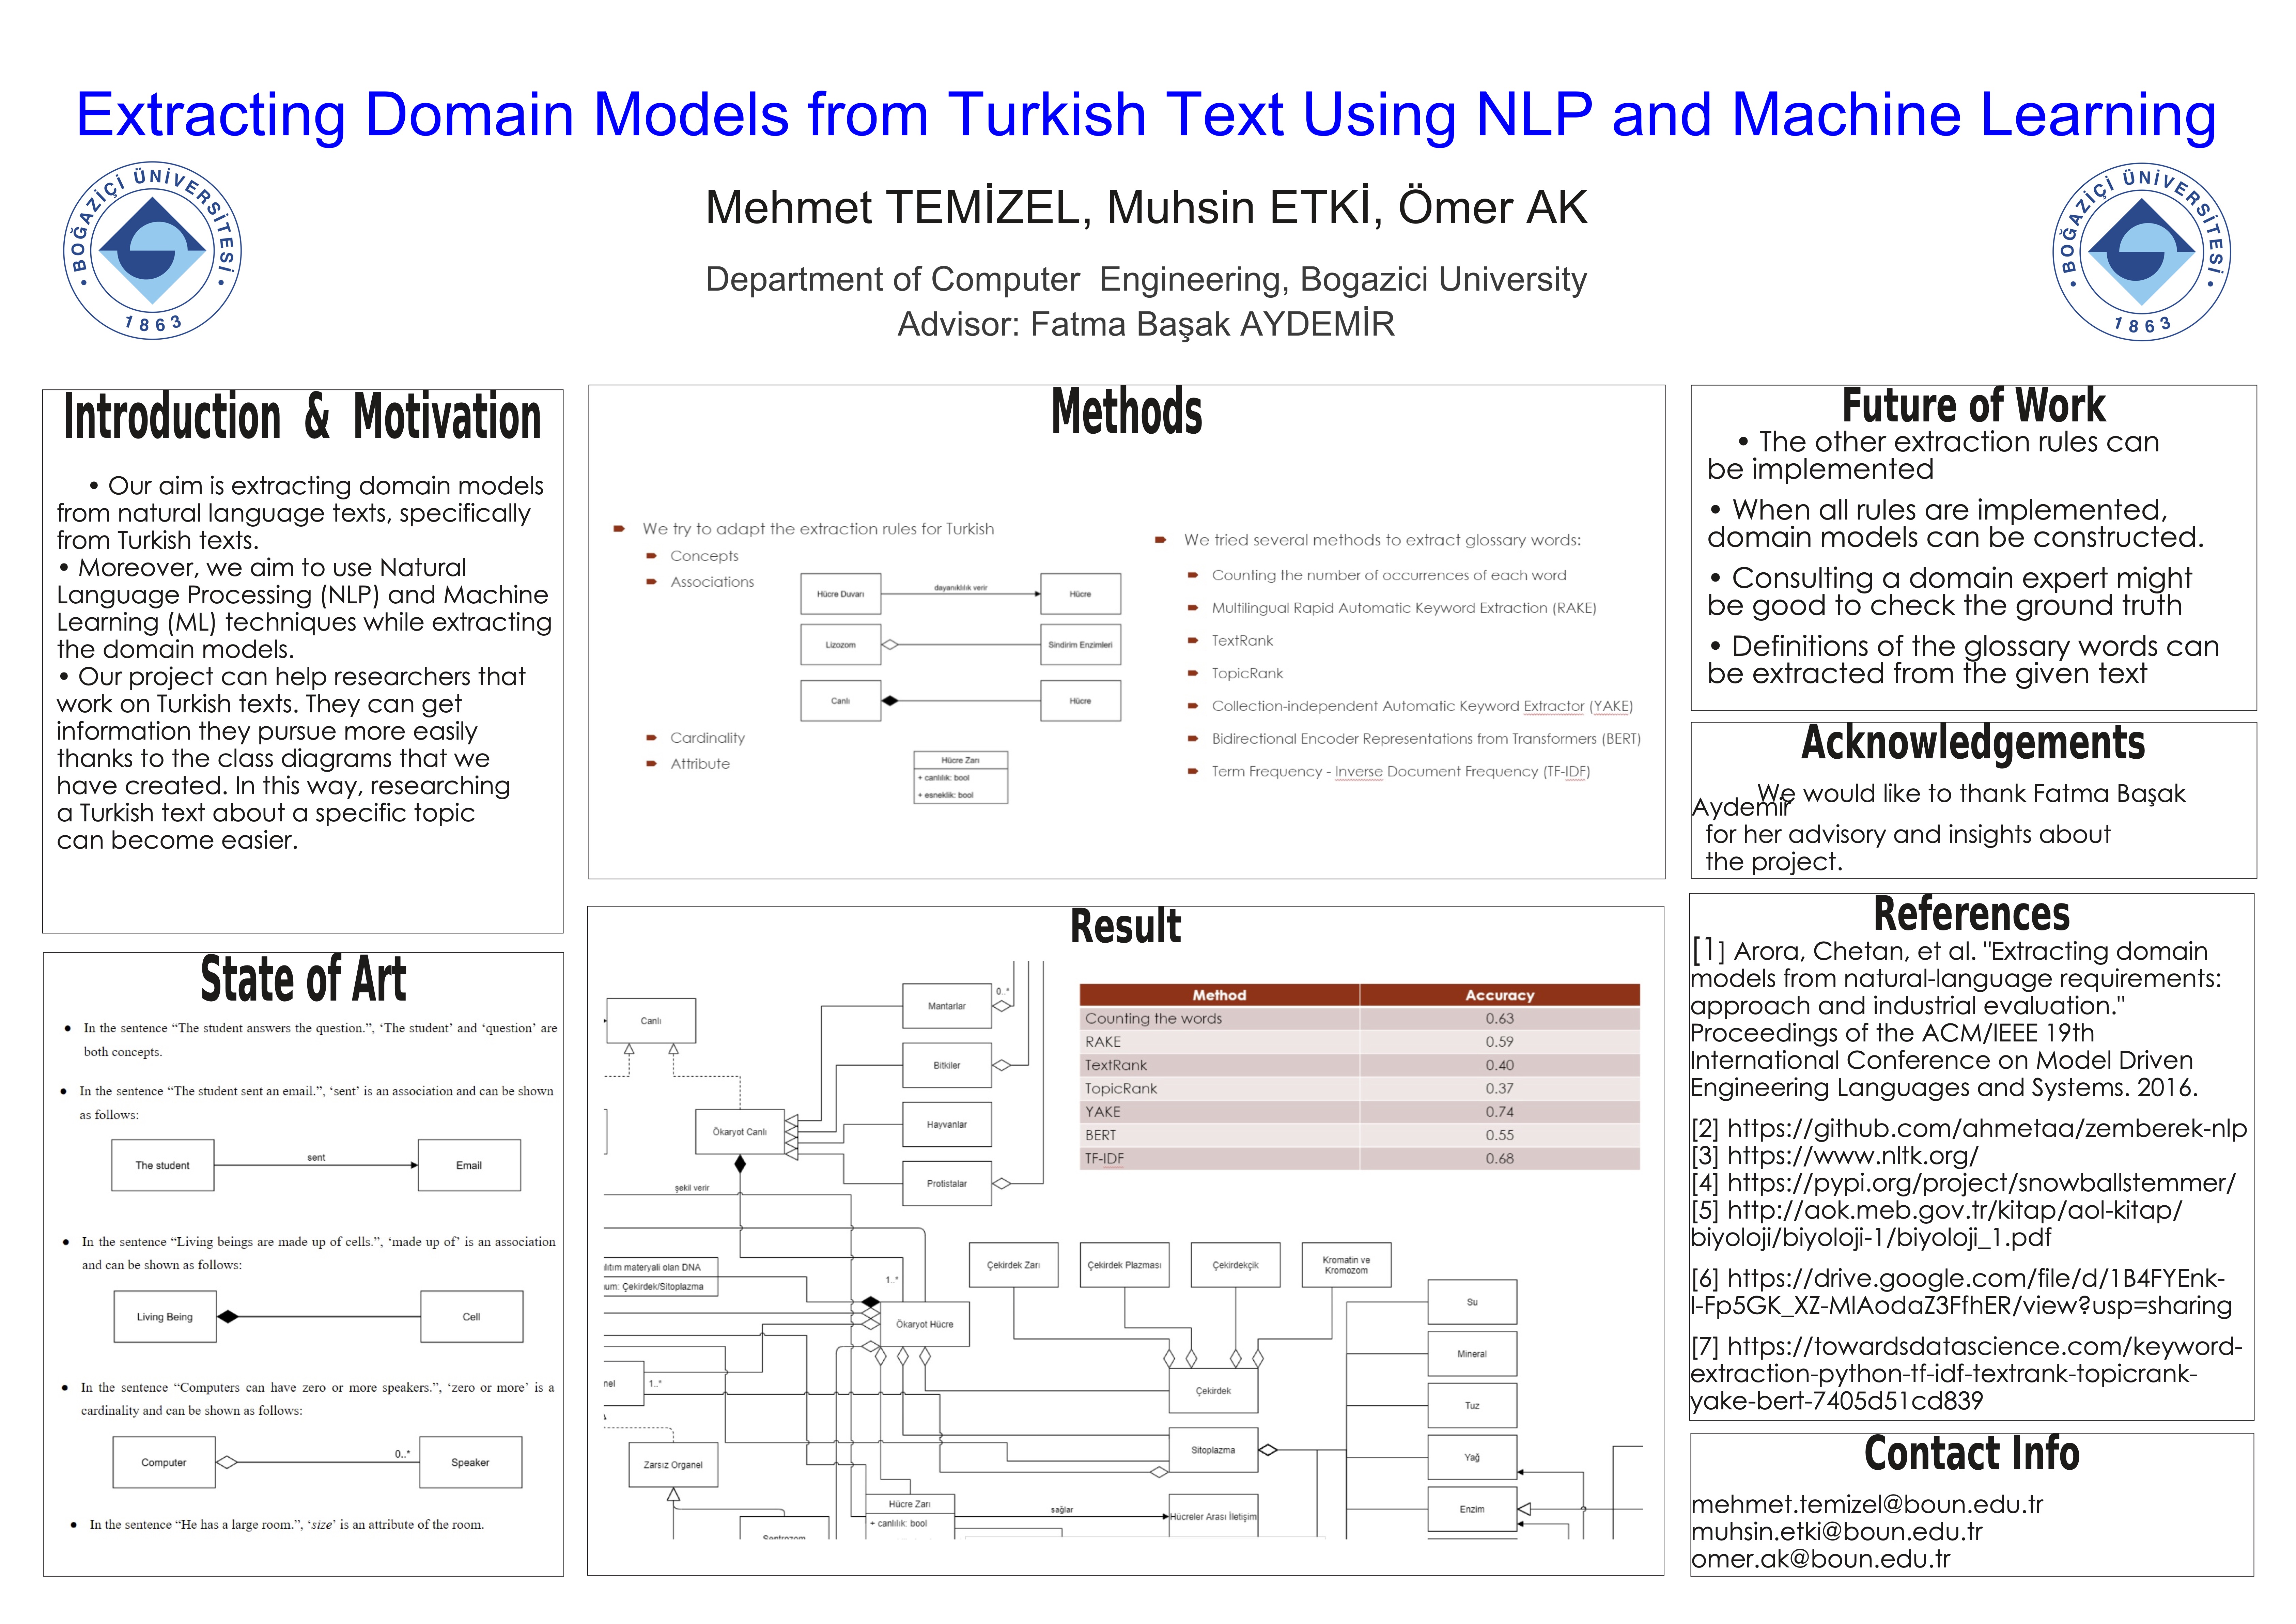 Extracting Domain Models from Turkish Text Using NLP and Machine Learning
BOĞAZİÇİ ÜNİVERSİTESİ
1863
Mehmet TEMİZEL, Muhsin ETKİ, Ömer AK
Department of Computer Engineering, Bogazici University
Advisor: Fatma Başak AYDEMİR
BOĞAZİÇİ ÜNİVERSİTESİ
1863
Introduction & Motivation
• Our aim is extracting domain models
from natural language texts, specifically
from Turkish texts.
• Moreover, we aim to use Natural
Language Processing (NLP) and Machine
Learning (ML) techniques while extracting
the domain models.
• Our project can help researchers that
work on Turkish texts. They can get
information they pursue more easily
thanks to the class diagrams that we
have created. In this way, researching
a Turkish text about a specific topic
can become easier.
State of Art
● In the sentence “The student answers the question.”, ‘The student’ and ‘question’ are
both concepts.
● In the sentence “The student sent an email.”, ‘sent’ is an association and can be shown
as follows:
The student
sent
Email
● In the sentence “Living beings are made up of cells.”, ‘made up of’ is an association
and can be shown as follows:
Living Being
Cell
● In the sentence “Computers can have zero or more speakers.”, ‘zero or more’ is a
cardinality and can be shown as follows:
Computer
0..*
Speaker
● In the sentence “He has a large room.”, ‘size’ is an attribute of the room.
Methods
We try to adapt the extraction rules for Turkish
Concepts
Associations
Hücre Duvarı
dayanıklılık verir
Hücre
Lizozom
Sindirim Enzimleri
Canlı
Hücre
Cardinality
Attribute
Hücre Zarı
+ canlılık: bool
+ esneklik: bool
We tried several methods to extract glossary words:
Counting the number of occurrences of each word
Multilingual Rapid Automatic Keyword Extraction (RAKE)
TextRank
TopicRank
Collection-independent Automatic Keyword Extractor (YAKE)
Bidirectional Encoder Representations from Transformers (BERT)
Term Frequency - Inverse Document Frequency (TF-IDF)
Result
Method Accuracy
Counting the words 0.63
RAKE 0.59
TextRank 0.40
TopicRank 0.37
YAKE 0.74
BERT 0.55
TF-IDF 0.68
Canlı
Mantarlar
0..*
Bitkiler
Ökaryot Canlı
Hayvanlar
Protistalar
şekil verir
materyali olan DNA
Çekirdek/Sitoplazma
1..*
Ökaryot Hücre
1..*
Çekirdek Zarı
Çekirdek Plazması
Çekirdekçik
Kromatin ve
Kromozom
Çekirdek
Sitoplazma
Zarsız Organel
Sentrozom
Hücre Zarı
+ canlılık: bool
sağlar
Hücreler Arası İletişim
Su
Mineral
Tuz
Yağ
Enzim
Future of Work
• The other extraction rules can
be implemented
• When all rules are implemented,
domain models can be constructed.
• Consulting a domain expert might
be good to check the ground truth
• Definitions of the glossary words can
be extracted from the given text
Acknowledgements
We would like to thank Fatma Başak
Aydemir
for her advisory and insights about
the project.
References
[1] Arora, Chetan, et al. "Extracting domain
models from natural-language requirements:
approach and industrial evaluation."
Proceedings of the ACM/IEEE 19th
International Conference on Model Driven
Engineering Languages and Systems. 2016.
[2] https://github.com/ahmetaa/zemberek-nlp
[3] https://www.nltk.org/
[4] https://pypi.org/project/snowballstemmer/
[5] http://aok.meb.gov.tr/kitap/aol-kitap/
biyoloji/biyoloji-1/biyoloji_1.pdf
[6] https://drive.google.com/file/d/1B4FYEnk-
I-Fp5GK_XZ-MlAodaZ3FfhER/view?usp=sharing
[7] https://towardsdatascience.com/keyword-
extraction-python-tf-idf-textrank-topicrank-
yake-bert-7405d51cd839
Contact Info
mehmet.temizel@boun.edu.tr
muhsin.etki@boun.edu.tr
omer.ak@boun.edu.tr